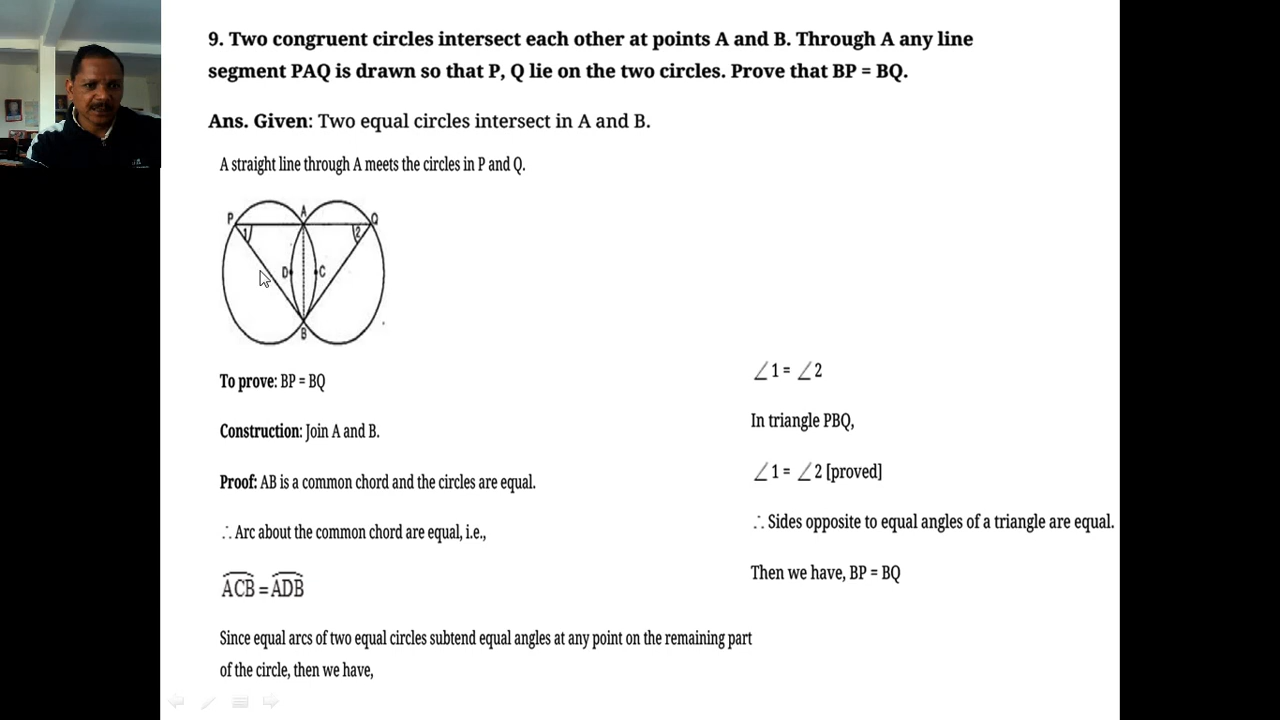 9. Two congruent circles intersect each other at points A and B. Through A any line
segment PAQ is drawn so that P, Q lie on the two circles. Prove that BP = BQ.
Ans. Given: Two equal circles intersect in A and B.
A straight line through A meets the circles in P and Q.
P A Q
1 2
D C
B
To prove: BP = BQ
Construction: Join A and B.
Proof: AB is a common chord and the circles are equal.
∴ Arc about the common chord are equal, i.e.,
ACB = ADB
Since equal arcs of two equal circles subtend equal angles at any point on the remaining part
of the circle, then we have,
∠1 = ∠2
In triangle PBQ,
∠1 = ∠2 [proved]
∴ Sides opposite to equal angles of a triangle are equal.
Then we have, BP = BQ